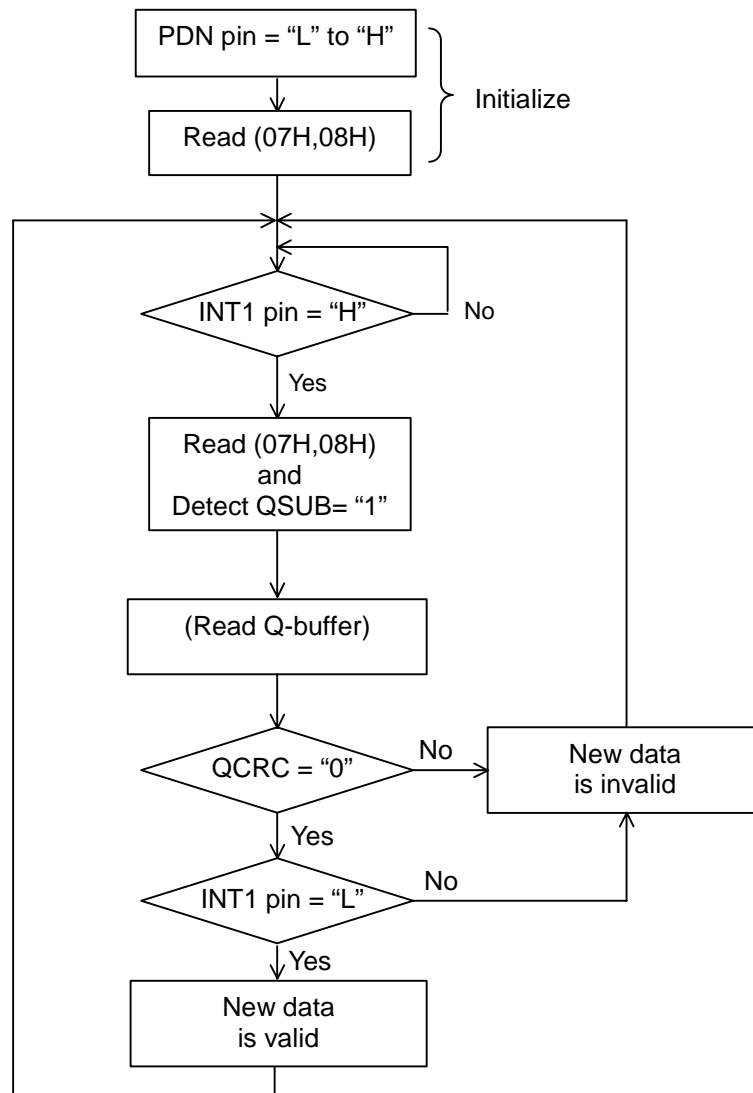 PDN pin = “L” to “H”
Initialize
Read (07H,08H)
INT1 pin = “H”
No
Yes
Read (07H,08H)
and
Detect QSUB= “1”
(Read Q-buffer)
QCRC = “0”
No
New data
is invalid
Yes
INT1 pin = “L”
No
Yes
New data
is valid